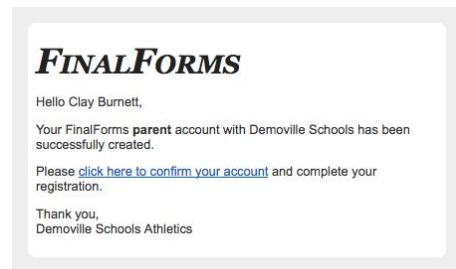 FINALFORMS
Hello Clay Burnett,
Your FinalForms parent account with Demoville Schools has been
successfully created.
Please click here to confirm your account and complete your
registration.
Thank you,
Demoville Schools Athletics